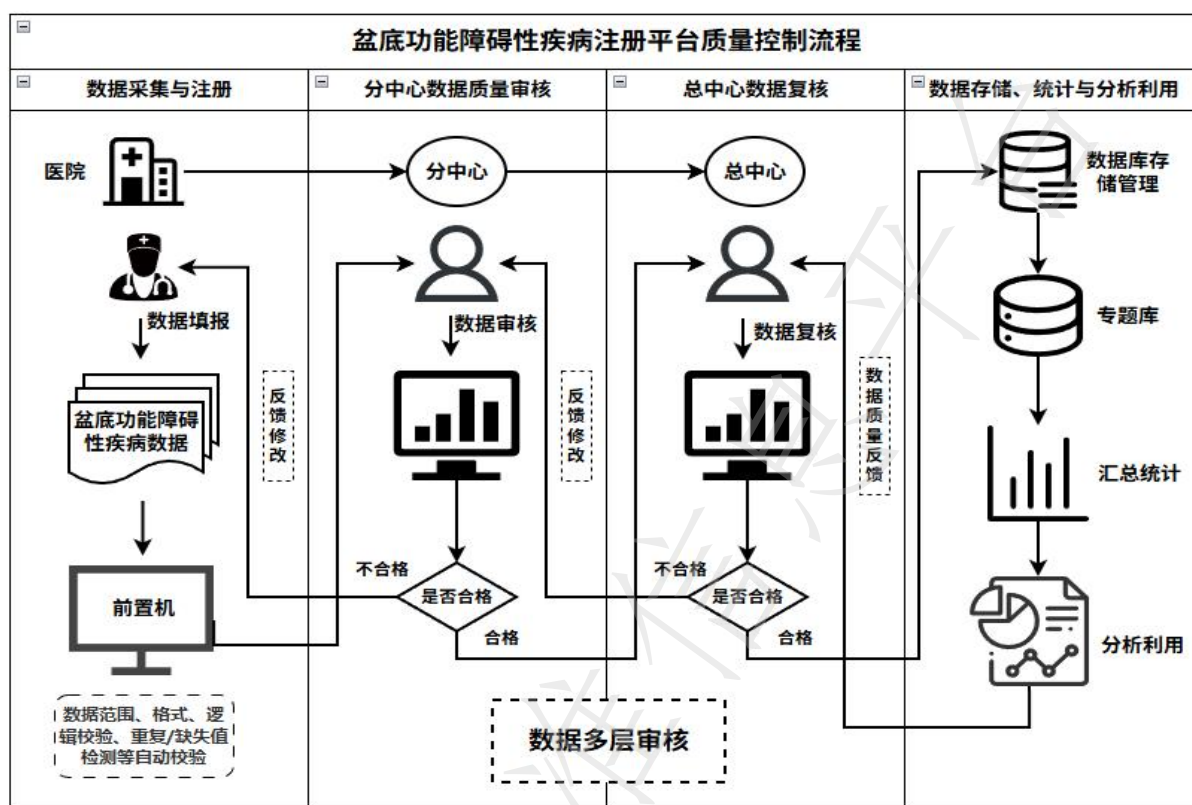 盆底功能障碍性疾病注册平台质量控制流程
数据采集与注册
分中心数据质量审核
总中心数据复核
数据存储、统计与分析利用
医院
分中心
总中心
数据库存
储管理
数据填报
数据审核
数据复核
专题库
盆底功能障碍
性疾病数据
反馈修改
反馈修改
数据质量反馈
汇总统计
前置机
不合格
是否合格
合格
不合格
是否合格
合格
分析利用
数据范围、格式、逻
辑校验、重复/缺失值
检测等自动校验
数据多层审核